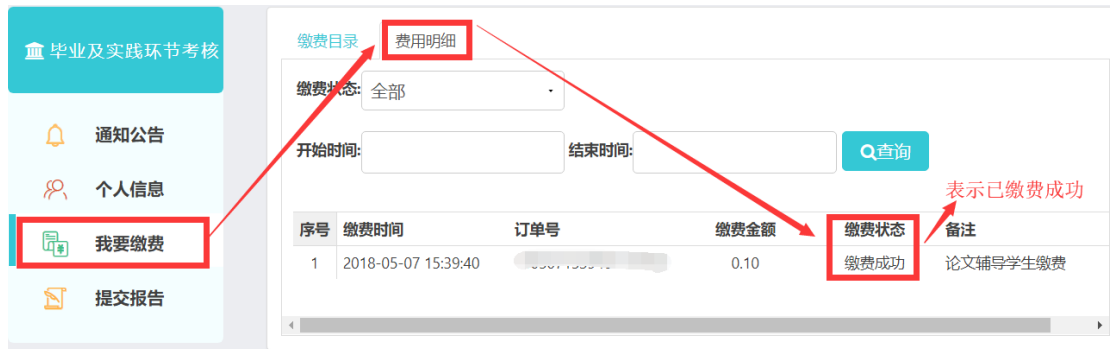 毕业及实践环节考核
通知公告
个人信息
我要缴费
提交报告
缴费目录 费用明细
缴费状态: 全部
开始时间: 结束时间: 查询
表示已缴费成功
序号 缴费时间 订单号 缴费金额 缴费状态 备注
1 2018-05-07 15:39:40 0.10 缴费成功 论文辅导学生缴费